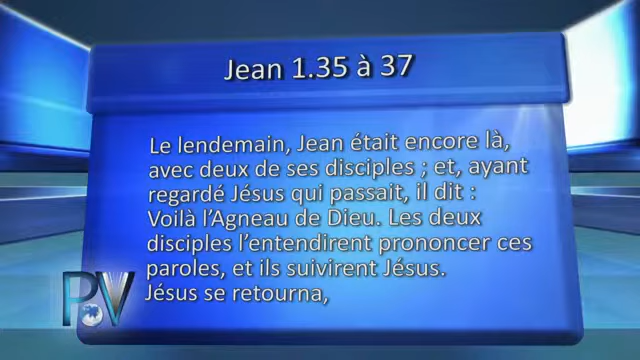 Jean 1.35 à 37
Le lendemain, Jean était encore là,
avec deux de ses disciples ; et, ayant
regardé Jésus qui passait, il dit :
Voilà l'Agneau de Dieu. Les deux
disciples l'entendirent prononcer ces
paroles, et ils suivirent Jésus.
Jésus se retourna,
PV